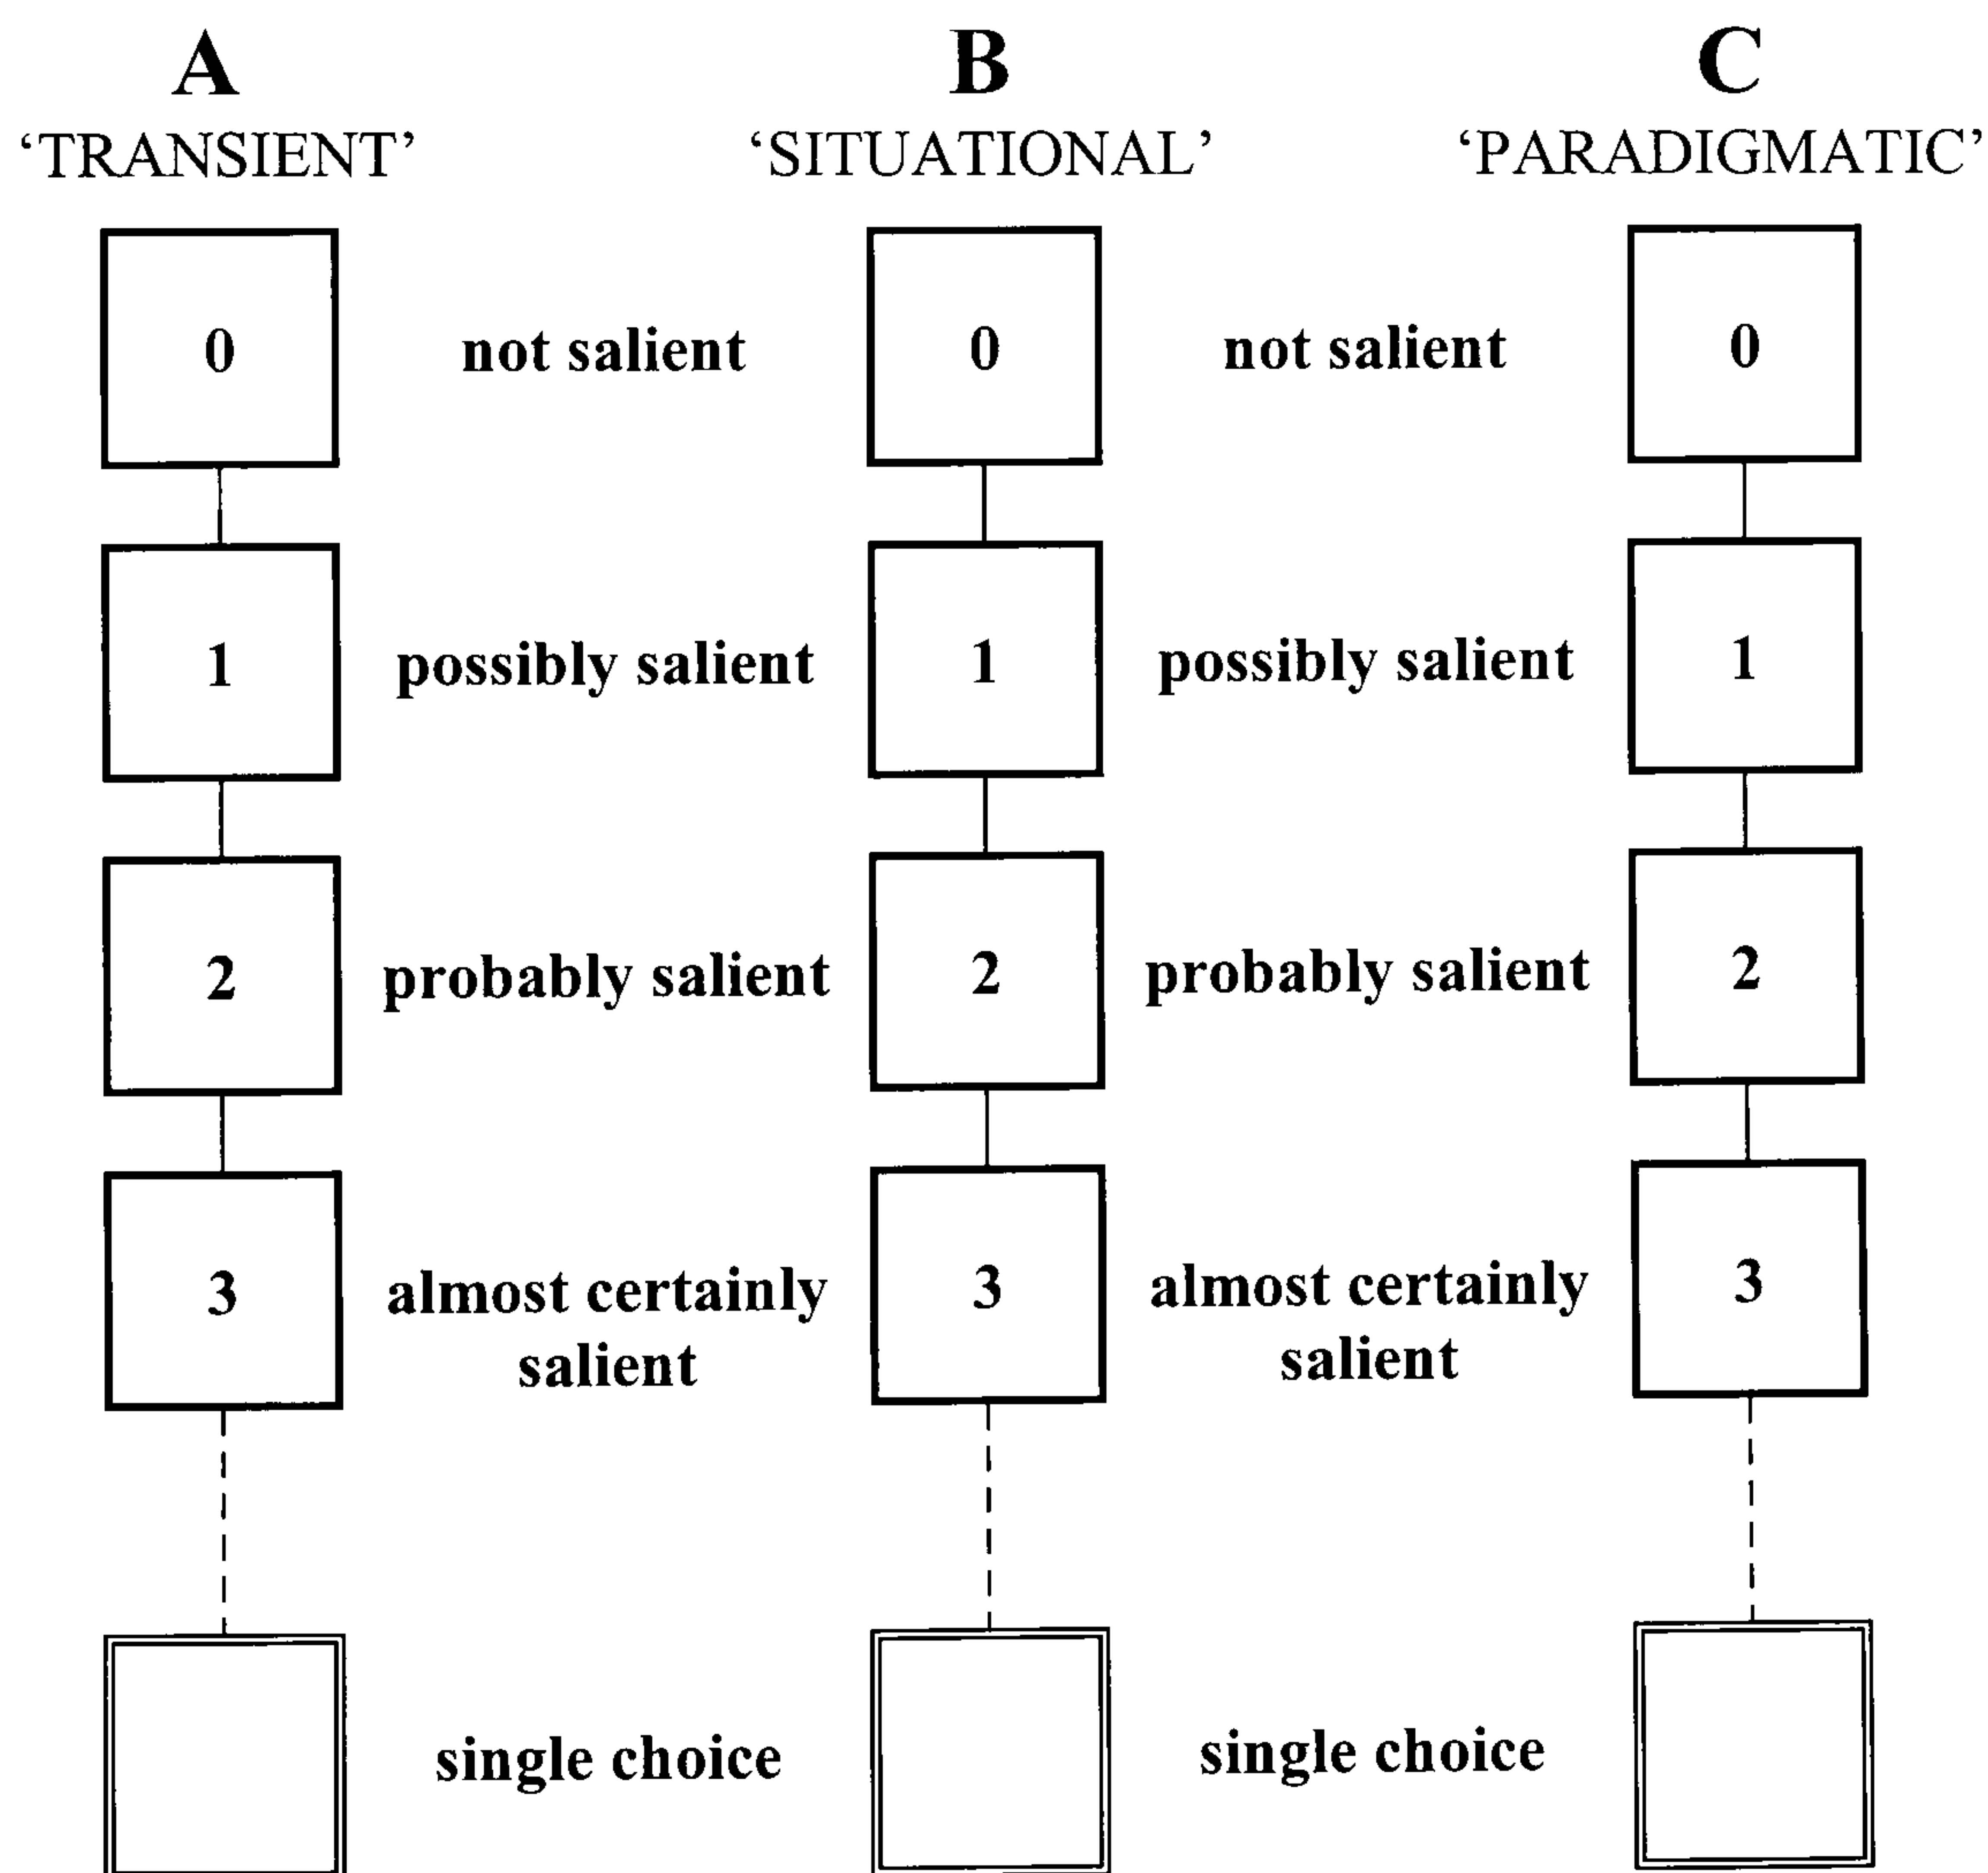 A B C
‘TRANSIENT’ ‘SITUATIONAL’ ‘PARADIGMATIC’
0 not salient 0 not salient 0
1 possibly salient 1 possibly salient 1
2 probably salient 2 probably salient 2
3 almost certainly 3 almost certainly 3
salient salient
single choice single choice